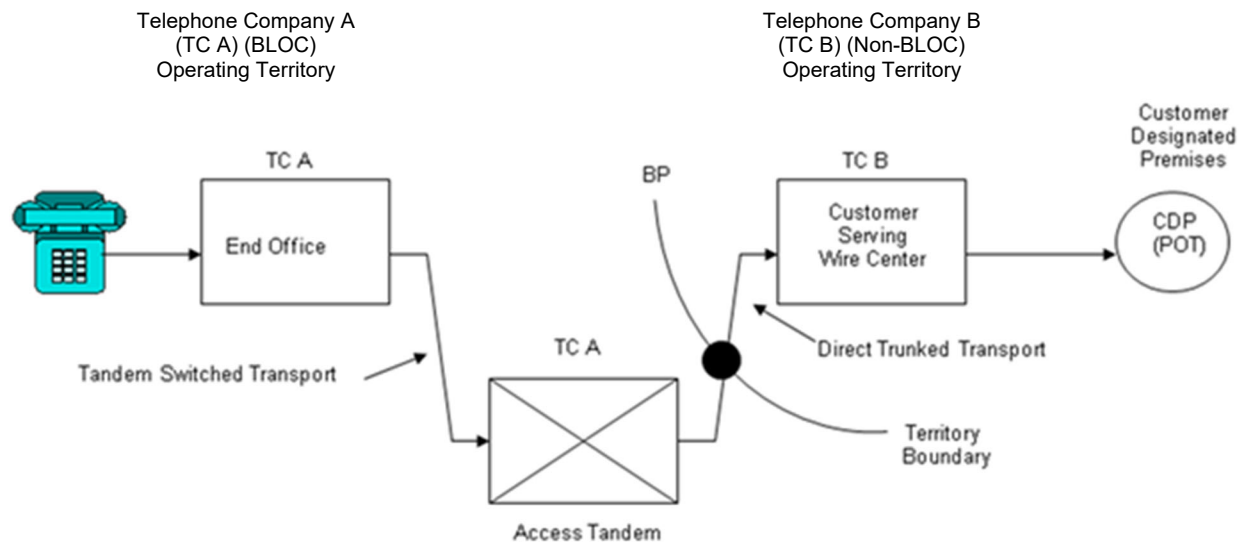 Telephone Company A
(TC A) (BLOC)
Operating Territory
Telephone Company B
(TC B) (Non-BLOC)
Operating Territory
Customer
Designated
Premises
TC A
BP
TC B
End Office
Customer
Serving
Wire Center
CDP
(POT)
Tandem Switched Transport
TC A
Direct Trunked Transport
Territory
Boundary
Access Tandem